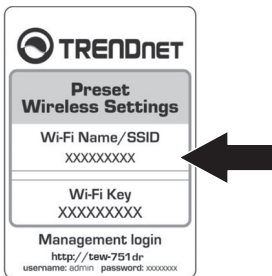 TRENDNET
Preset
Wireless Settings
Wi-Fi Name/SSID
XXXXXXXXX
Wi-Fi Key
XXXXXXXXX
Management login
http://tew-751dr
username: admin password: xxxxxxxx